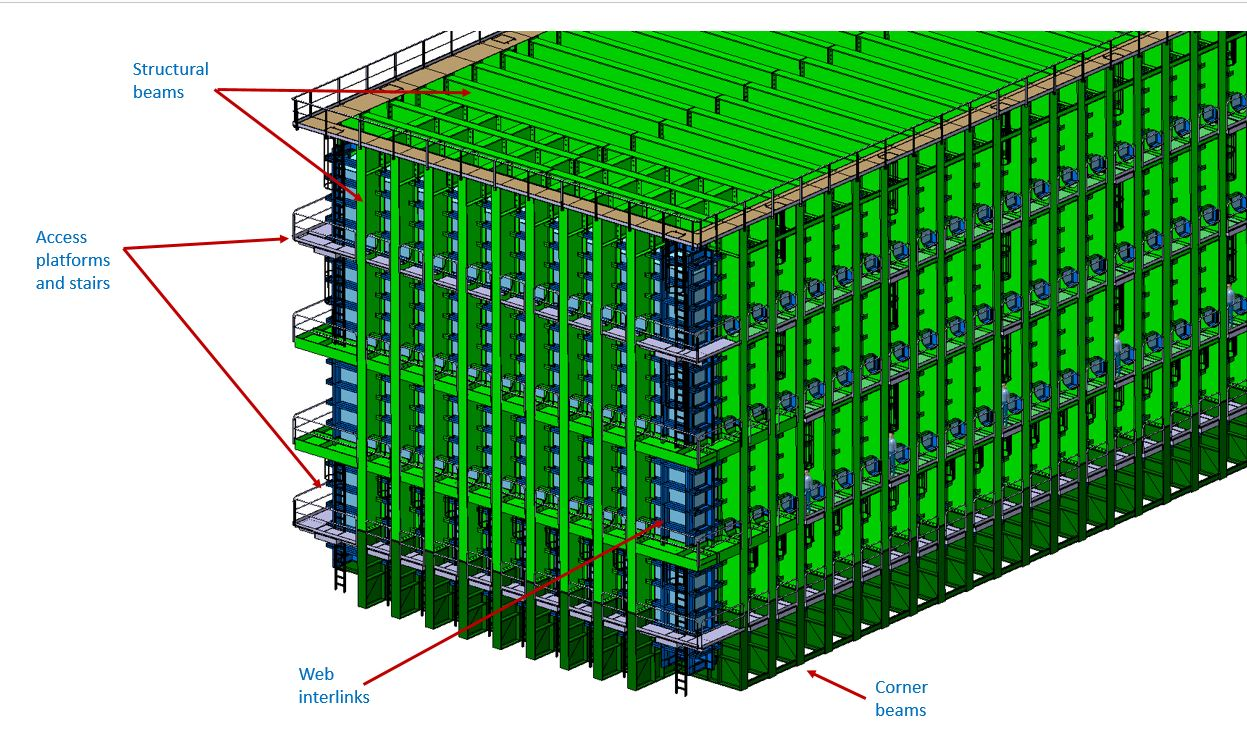 Structural
beams
Access
platforms
and stairs
Web
interlinks
Corner
beams